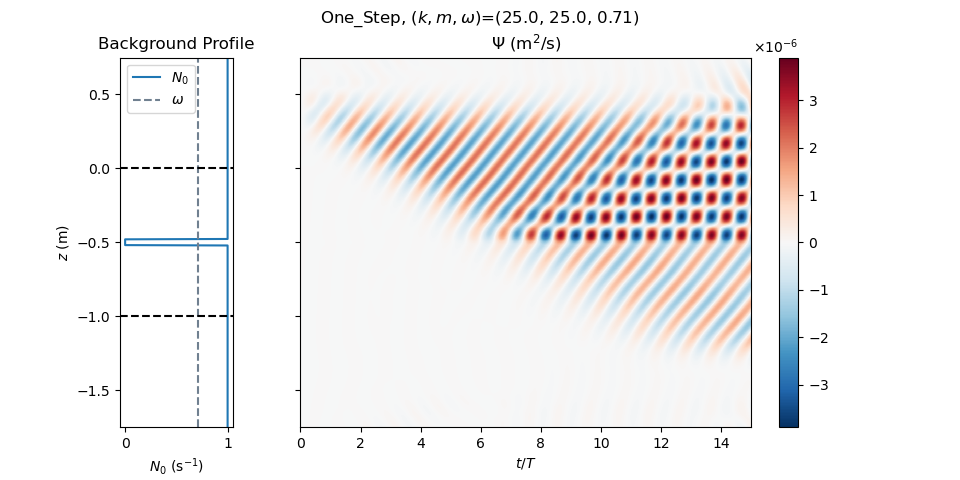 One_Step, (k, m, ω)=(25.0, 25.0, 0.71)
Background Profile
Ψ (m²/s)
×10⁻⁶
N₀
ω
0.5
0.0
−0.5
−1.0
−1.5
z (m)
0 1
N₀ (s⁻¹)
0 2 4 6 8 10 12 14
t/T
3
2
1
0
−1
−2
−3